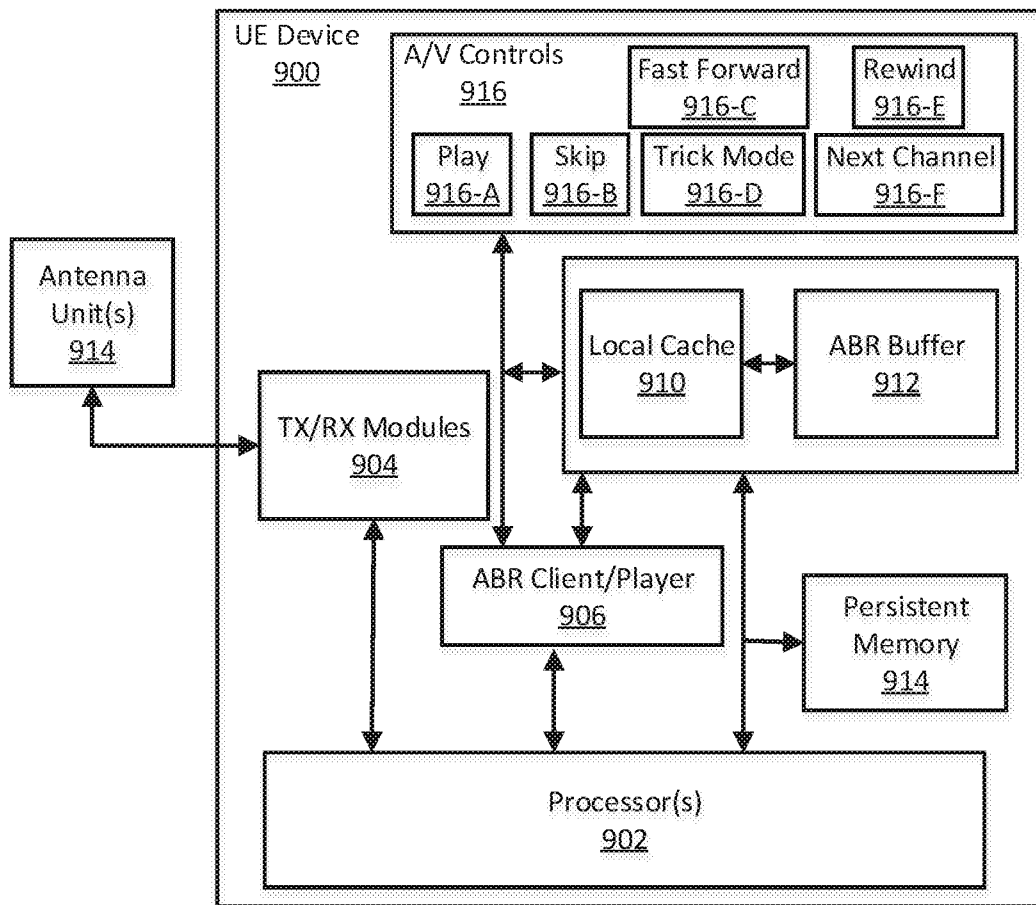 UE Device
900
A/V Controls
916
Fast Forward
916-C
Rewind
916-E
Play
916-A
Skip
916-B
Trick Mode
916-D
Next Channel
916-F
Antenna
Unit(s)
914
TX/RX Modules
904
Local Cache
910
ABR Buffer
912
ABR Client/Player
906
Persistent
Memory
914
Processor(s)
902